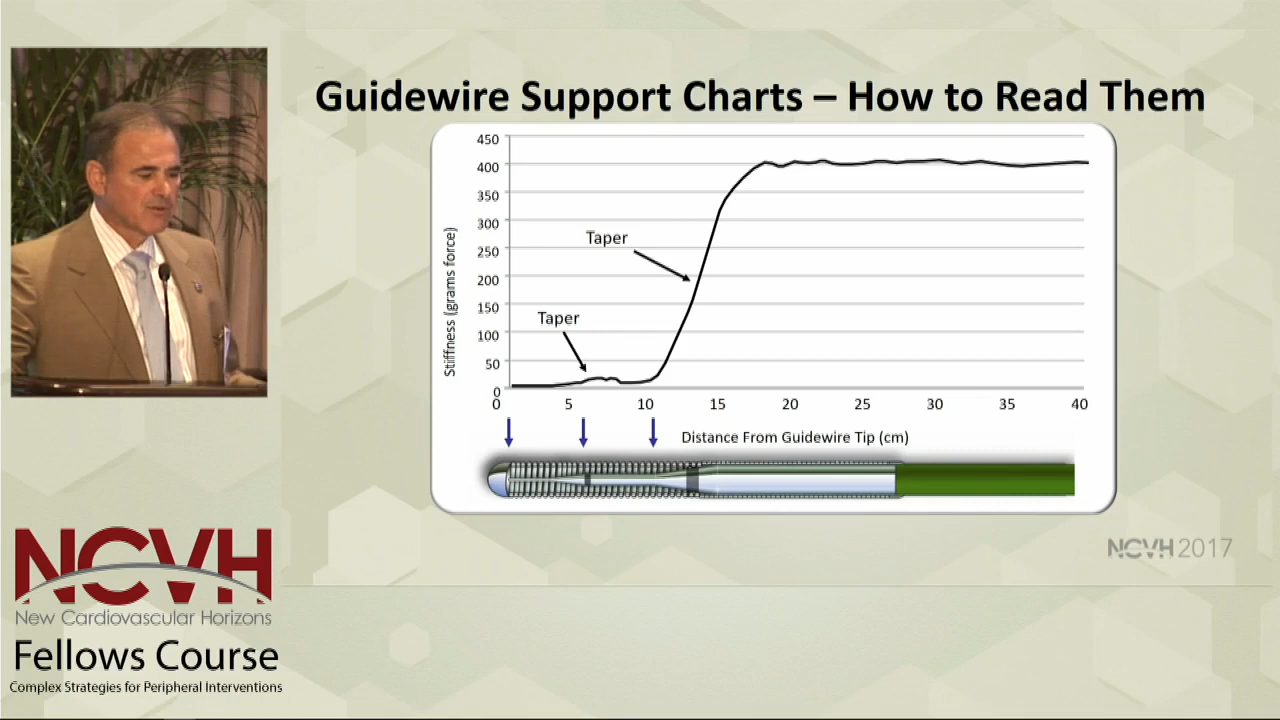 Guidewire Support Charts – How to Read Them
450
400
350
300
250
200
150
100
50
0
Stiffness (grams force)
Taper
Taper
0 5 10 15 20 25 30 35 40
Distance From Guidewire Tip (cm)
NCVH 2017
NCVH
New Cardiovascular Horizons
Fellows Course
Complex Strategies for Peripheral Interventions